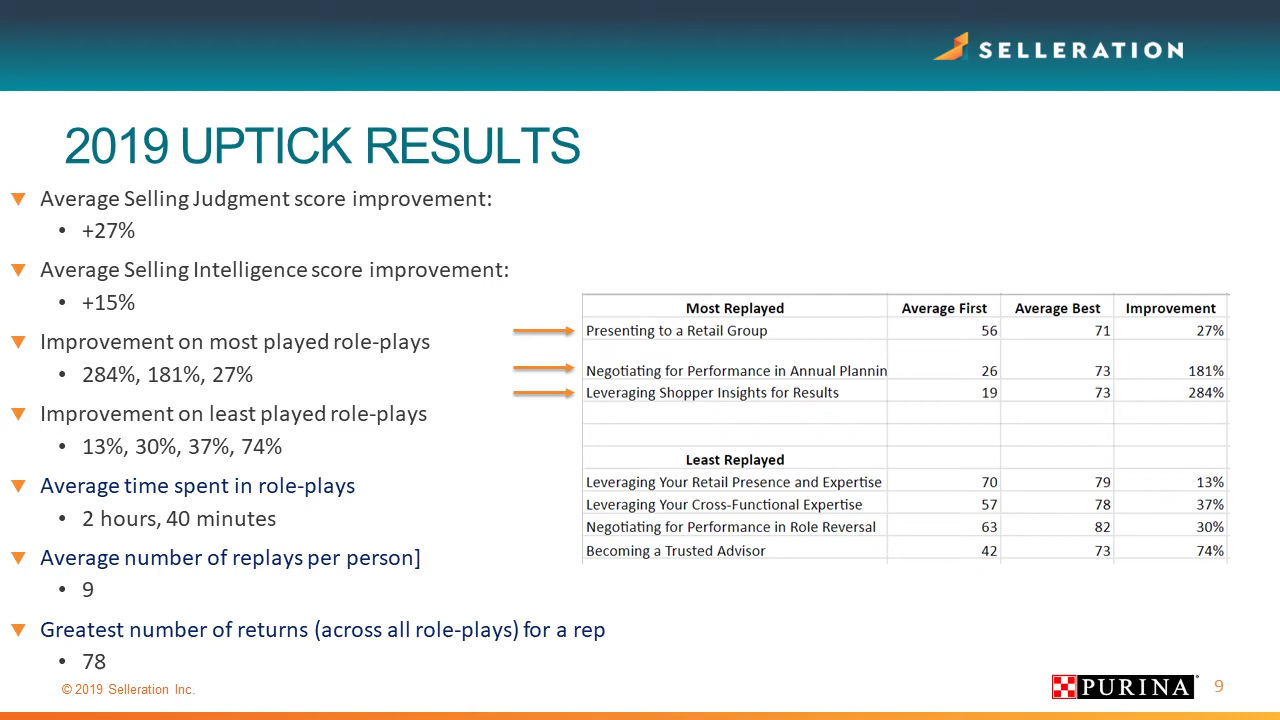 SELLERATION
2019 UPTICK RESULTS
Average Selling Judgment score improvement:
• +27%
Average Selling Intelligence score improvement:
• +15%
Improvement on most played role-plays
• 284%, 181%, 27%
Improvement on least played role-plays
• 13%, 30%, 37%, 74%
Average time spent in role-plays
• 2 hours, 40 minutes
Average number of replays per person]
• 9
Greatest number of returns (across all role-plays) for a rep
• 78
Most Replayed Average First Average Best Improvement
Presenting to a Retail Group 56 71 27%
Negotiating for Performance in Annual Plannin 26 73 181%
Leveraging Shopper Insights for Results 19 73 284%
Least Replayed
Leveraging Your Retail Presence and Expertise 70 79 13%
Leveraging Your Cross-Functional Expertise 57 78 37%
Negotiating for Performance in Role Reversal 63 82 30%
Becoming a Trusted Advisor 42 73 74%
© 2019 Selleration Inc.
PURINA
9